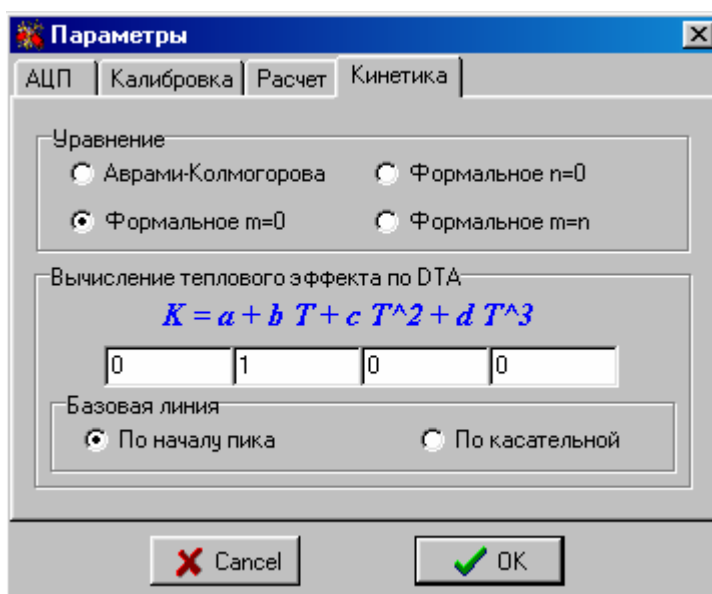 Параметры
АЦП Калибровка Расчет Кинетика
Уравнение
Аврами-Колмогорова Формальное n=0
Формальное m=0 Формальное m=n
Вычисление теплового эффекта по DTA
K = a + b T + c T^2 + d T^3
0 1 0 0
Базовая линия
По началу пика По касательной
Cancel OK